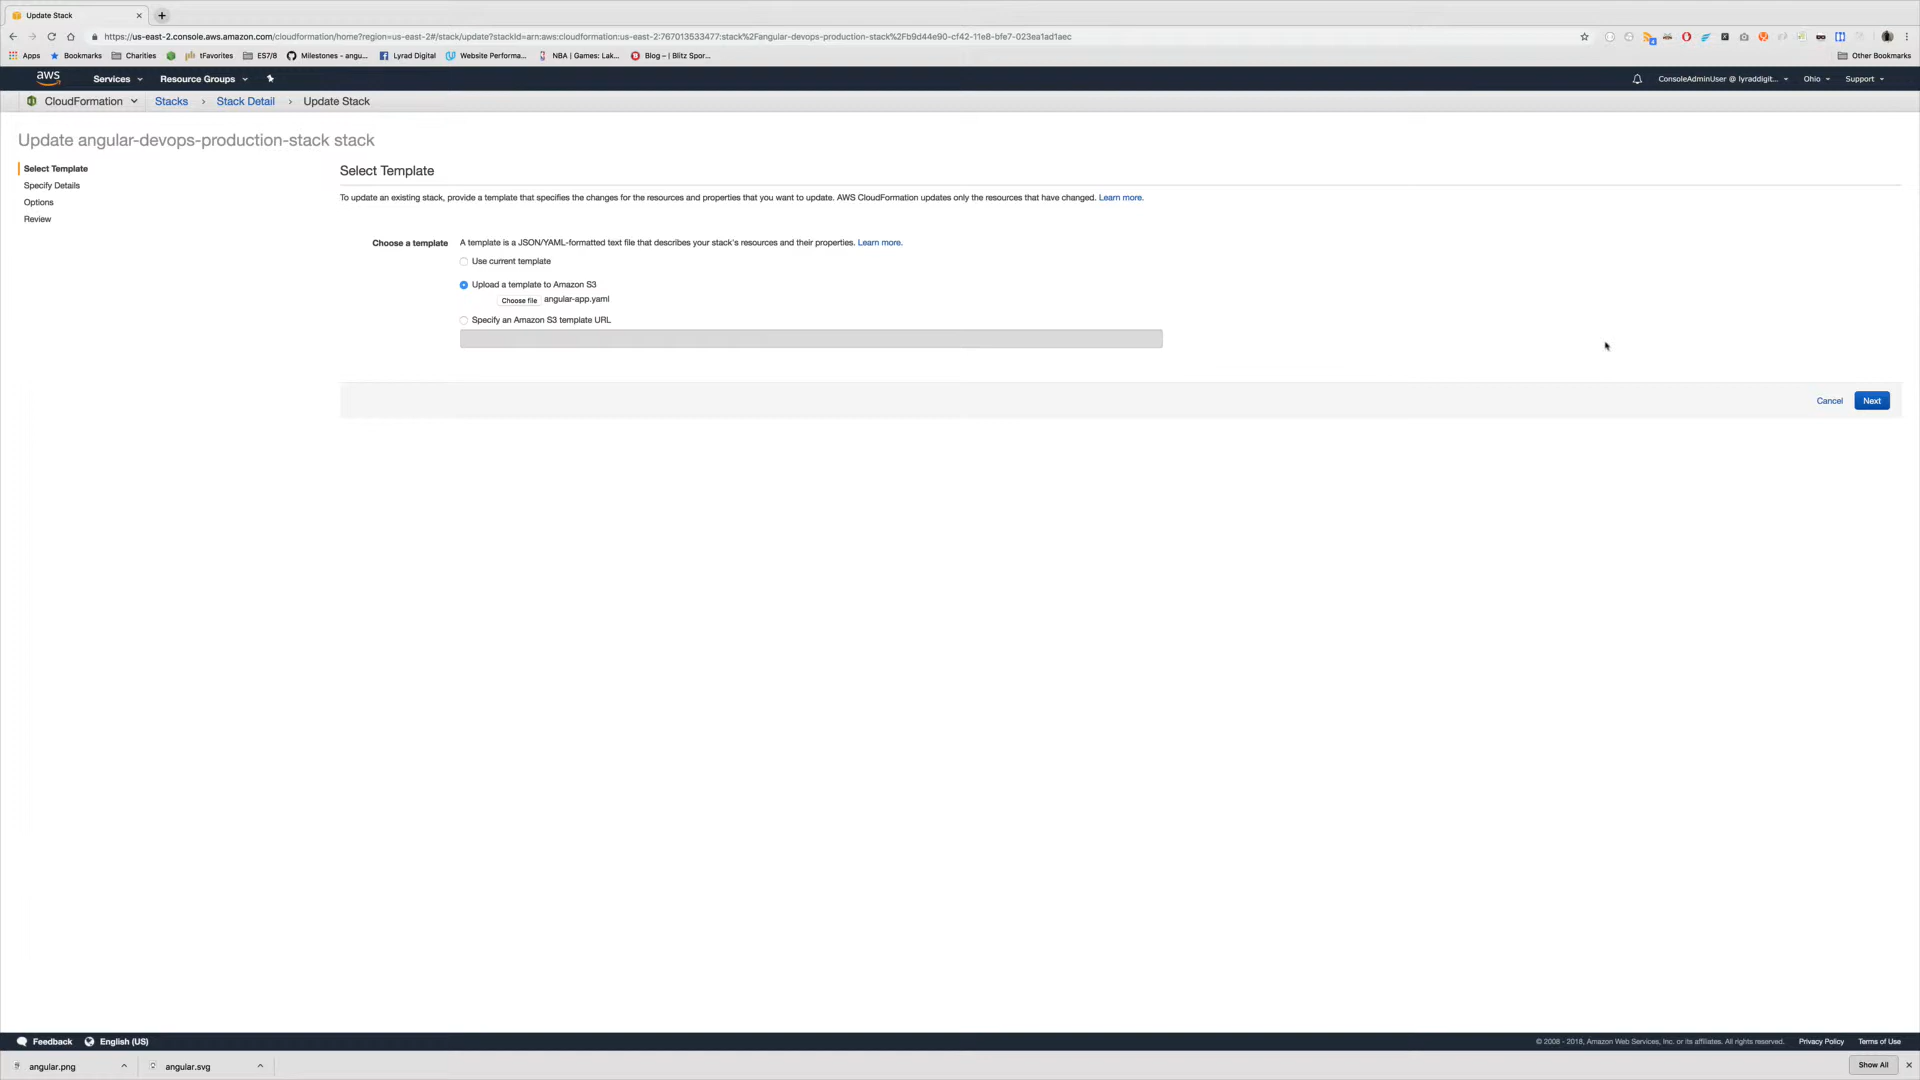 Update Stack
https://us-east-2.console.aws.amazon.com/cloudformation/home?region=us-east-2#/stack/update?stackId=arn:aws:cloudformation:us-east-2:767013533477:stack%2Fangular-devops-production-stack%2Fb9d44e90-cf42-11e8-bfe7-023ea1ad1aec
Apps Bookmarks Charities tFavorites ES7/8 Milestones - angu... Lyrad Digital Website Performa... NBA | Games: Lak... Blog – | Blitz Spor... Other Bookmarks
aws Services Resource Groups ConsoleAdminUser @ lyraddigit... Ohio Support
CloudFormation Stacks › Stack Detail › Update Stack
Update angular-devops-production-stack stack
Select Template
Specify Details
Options
Review
Select Template
To update an existing stack, provide a template that specifies the changes for the resources and properties that you want to update. AWS CloudFormation updates only the resources that have changed. Learn more.
Choose a template A template is a JSON/YAML-formatted text file that describes your stack's resources and their properties. Learn more.
Use current template
Upload a template to Amazon S3
Choose file angular-app.yaml
Specify an Amazon S3 template URL
Cancel Next
Feedback English (US) © 2008 - 2018, Amazon Web Services, Inc. or its affiliates. All rights reserved. Privacy Policy Terms of Use
angular.png angular.svg Show All